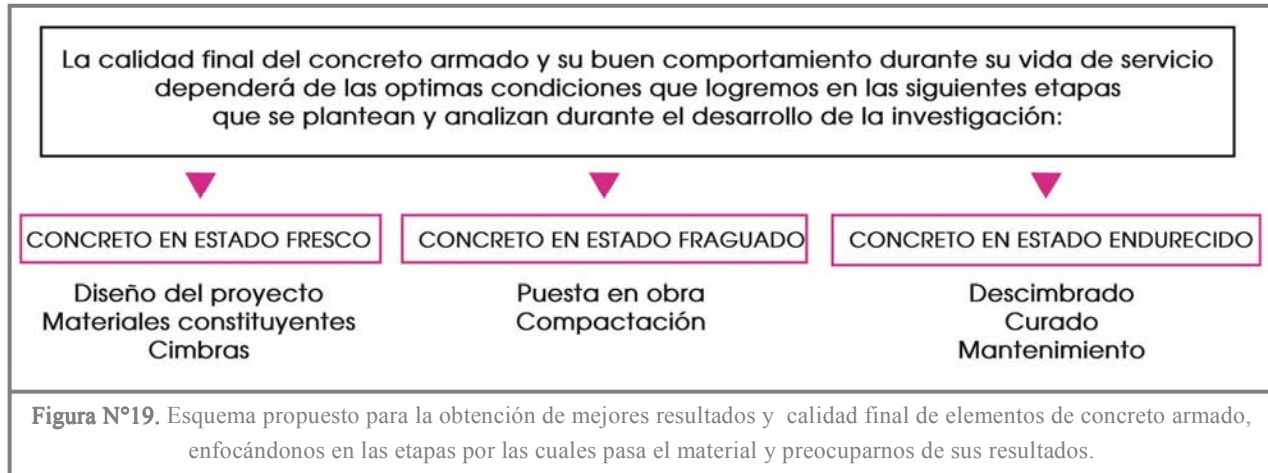 La calidad final del concreto armado y su buen comportamiento durante su vida de servicio
dependerá de las optimas condiciones que logremos en las siguientes etapas
que se plantean y analizan durante el desarrollo de la investigación:
CONCRETO EN ESTADO FRESCO
Diseño del proyecto
Materiales constituyentes
Cimbras
CONCRETO EN ESTADO FRAGUADO
Puesta en obra
Compactación
CONCRETO EN ESTADO ENDURECIDO
Descimbrado
Curado
Mantenimiento
Figura N°19. Esquema propuesto para la obtención de mejores resultados y calidad final de elementos de concreto armado,
enfocándonos en las etapas por las cuales pasa el material y preocuparnos de sus resultados.